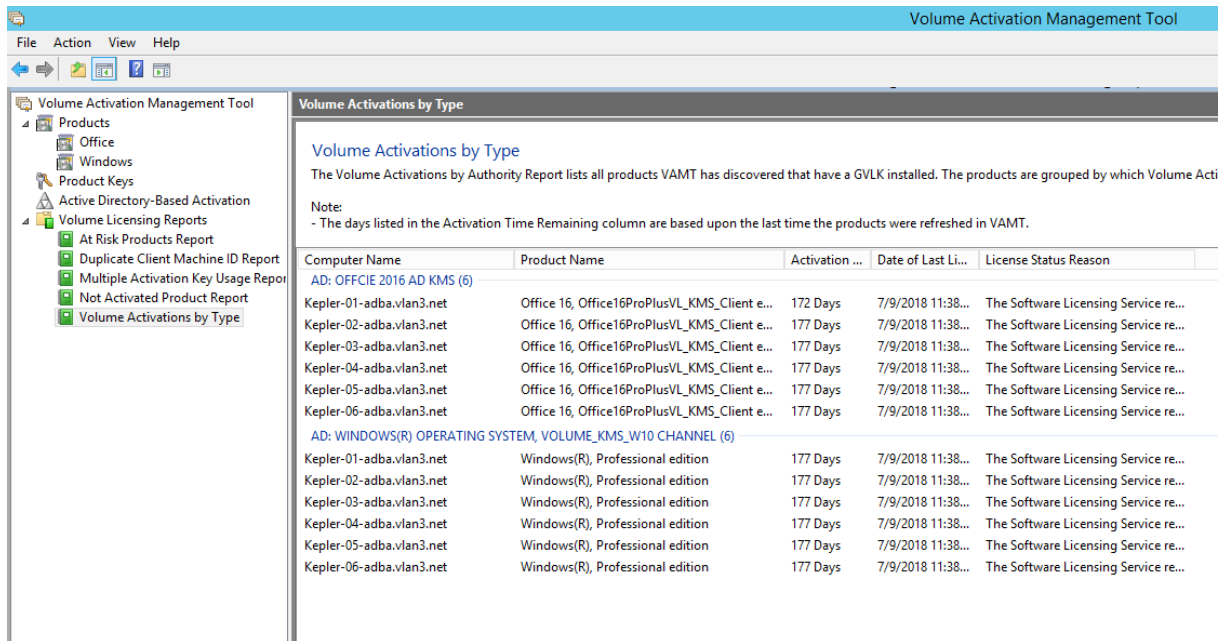 Volume Activation Management Tool
File Action View Help
Volume Activation Management Tool
Products
Office
Windows
Product Keys
Active Directory-Based Activation
Volume Licensing Reports
At Risk Products Report
Duplicate Client Machine ID Report
Multiple Activation Key Usage Repor
Not Activated Product Report
Volume Activations by Type
Volume Activations by Type
Volume Activations by Type
The Volume Activations by Authority Report lists all products VAMT has discovered that have a GVLK installed. The products are grouped by which Volume Acti
Note:
- The days listed in the Activation Time Remaining column are based upon the last time the products were refreshed in VAMT.
Computer Name Product Name Activation ... Date of Last Li... License Status Reason
AD: OFFCIE 2016 AD KMS (6)
Kepler-01-adba.vlan3.net Office 16, Office16ProPlusVL_KMS_Client e... 172 Days 7/9/2018 11:38... The Software Licensing Service re...
Kepler-02-adba.vlan3.net Office 16, Office16ProPlusVL_KMS_Client e... 177 Days 7/9/2018 11:38... The Software Licensing Service re...
Kepler-03-adba.vlan3.net Office 16, Office16ProPlusVL_KMS_Client e... 177 Days 7/9/2018 11:38... The Software Licensing Service re...
Kepler-04-adba.vlan3.net Office 16, Office16ProPlusVL_KMS_Client e... 177 Days 7/9/2018 11:38... The Software Licensing Service re...
Kepler-05-adba.vlan3.net Office 16, Office16ProPlusVL_KMS_Client e... 177 Days 7/9/2018 11:38... The Software Licensing Service re...
Kepler-06-adba.vlan3.net Office 16, Office16ProPlusVL_KMS_Client e... 177 Days 7/9/2018 11:38... The Software Licensing Service re...
AD: WINDOWS(R) OPERATING SYSTEM, VOLUME_KMS_W10 CHANNEL (6)
Kepler-01-adba.vlan3.net Windows(R), Professional edition 177 Days 7/9/2018 11:38... The Software Licensing Service re...
Kepler-02-adba.vlan3.net Windows(R), Professional edition 177 Days 7/9/2018 11:38... The Software Licensing Service re...
Kepler-03-adba.vlan3.net Windows(R), Professional edition 177 Days 7/9/2018 11:38... The Software Licensing Service re...
Kepler-04-adba.vlan3.net Windows(R), Professional edition 177 Days 7/9/2018 11:38... The Software Licensing Service re...
Kepler-05-adba.vlan3.net Windows(R), Professional edition 177 Days 7/9/2018 11:38... The Software Licensing Service re...
Kepler-06-adba.vlan3.net Windows(R), Professional edition 177 Days 7/9/2018 11:38... The Software Licensing Service re...